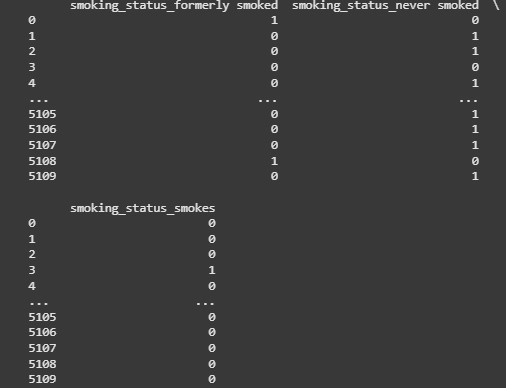 smoking_status_formerly smoked  smoking_status_never smoked  \
0                               1                            0
1                               0                            1
2                               0                            1
3                               0                            0
4                               0                            1
...                           ...                          ...
5105                            0                            1
5106                            0                            1
5107                            0                            1
5108                            1                            0
5109                            0                            1
smoking_status_smokes
0                          0
1                          0
2                          0
3                          1
4                          0
...                      ...
5105                       0
5106                       0
5107                       0
5108                       0
5109                       0